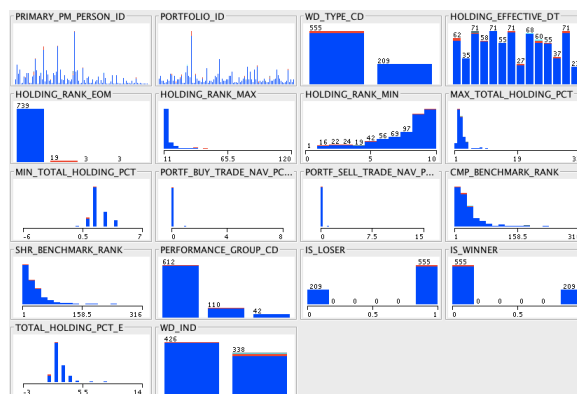 PRIMARY_PM_PERSON_ID
PORTFOLIO_ID
WD_TYPE_CD
555
209
HOLDING_EFFECTIVE_DT
62
35
71
58
71
55
71
27
68
60
55
37
71
27
HOLDING_RANK_EOM
739
19
3
3
HOLDING_RANK_MAX
11 65.5 120
HOLDING_RANK_MIN
1 16 22 24 19 42 56 69 97
0 5 10
MAX_TOTAL_HOLDING_PCT
1 19
MIN_TOTAL_HOLDING_PCT
-6 0.5 7
PORTF_BUY_TRADE_NAV_PC...
0 4 8
PORTF_SELL_TRADE_NAV_P...
0 7.5 15
CMP_BENCHMARK_RANK
1 158.5
SHR_BENCHMARK_RANK
1 158.5 316
PERFORMANCE_GROUP_CD
612
110
42
IS_LOSER
209 0 0 0 555
0 0.5 1
IS_WINNER
555 0 0 0 209
0 0.5
TOTAL_HOLDING_PCT_E
-3 5.5 14
WD_IND
426
338